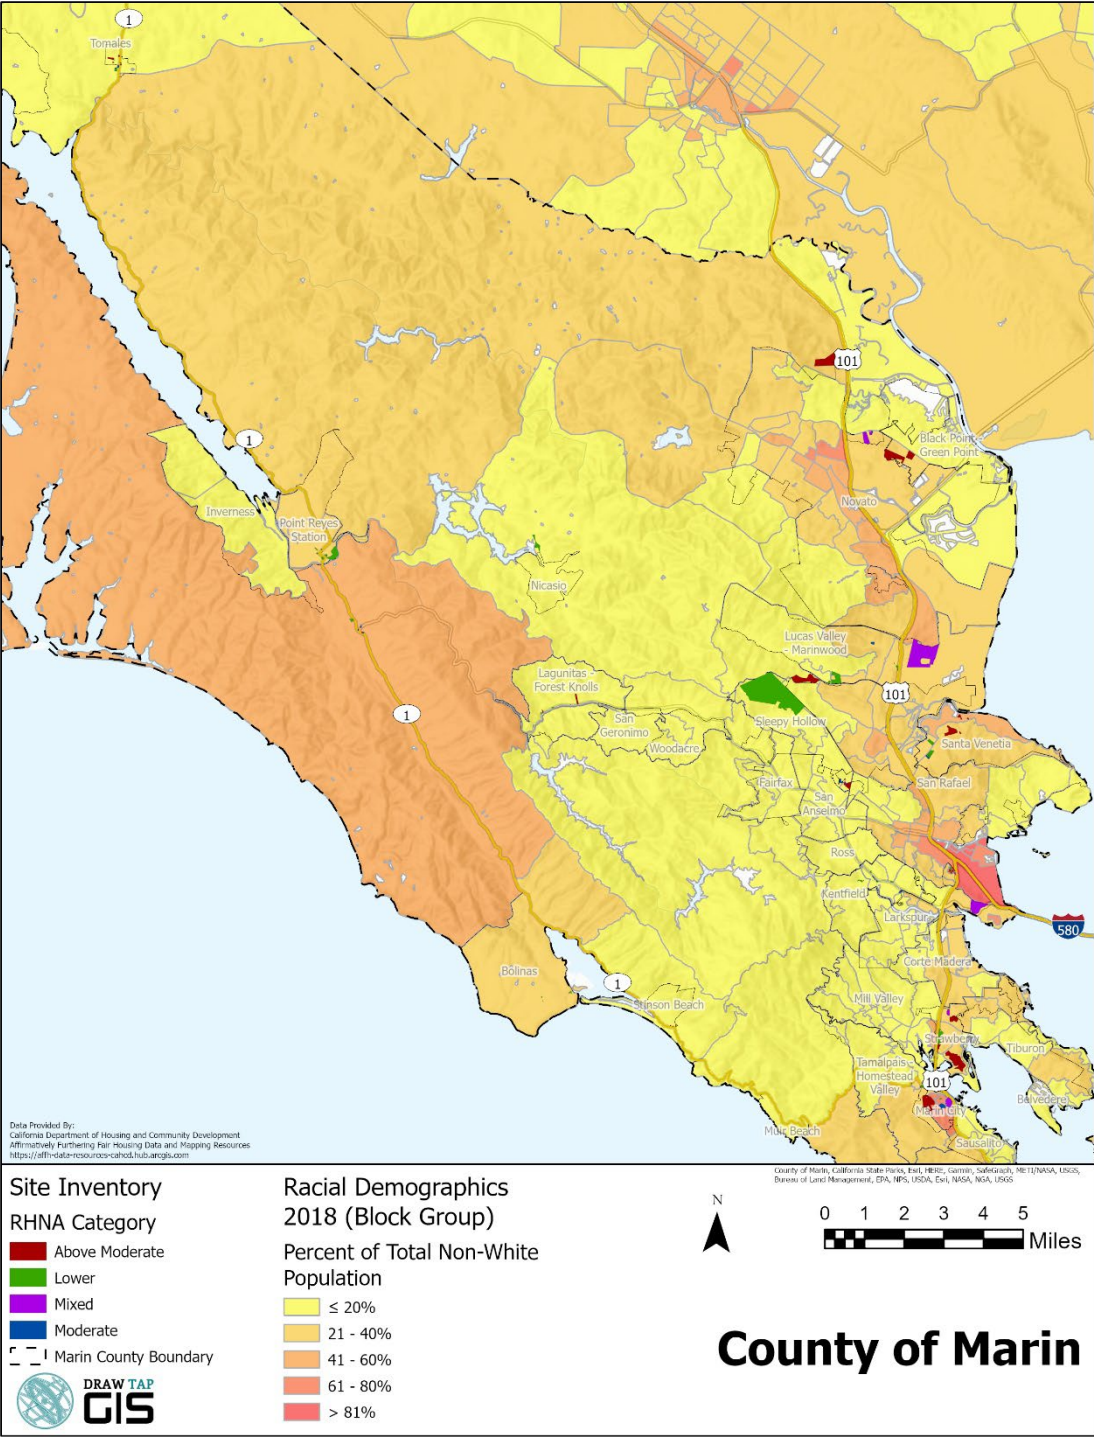 1
Tomales
101
Black Point -
Green Point
1
Novato
Inverness
Point Reyes
Station
Nicasio
Lucas Valley
- Marinwood
Lagunitas -
Forest Knolls
101
1
San
Geronimo
Sleepy Hollow
Woodacre
Santa Venetia
Fairfax
San Rafael
San
Anselmo
Ross
Kentfield
Larkspur
580
Corte Madera
Bolinas
1
Mill Valley
Stinson Beach
Strawberry
Tiburon
Tamalpais -
Homestead
Valley
101
Belvedere
Marin City
Muir Beach
Sausalito
Data Provided By:
California Department of Housing and Community Development
Affirmatively Furthering Fair Housing Data and Mapping Resources
https://affh-data-resources-cahcd.hub.arcgis.com
County of Marin, California State Parks, Esri, HERE, Garmin, SafeGraph, METI/NASA, USGS,
Bureau of Land Management, EPA, NPS, USDA, Esri, NASA, NGA, USGS
Site Inventory
RHNA Category
Above Moderate
Lower
Mixed
Moderate
Marin County Boundary
DRAW TAP
GIS
Racial Demographics
2018 (Block Group)
Percent of Total Non-White
Population
≤ 20%
21 - 40%
41 - 60%
61 - 80%
> 81%
N
0 1 2 3 4 5
Miles
County of Marin